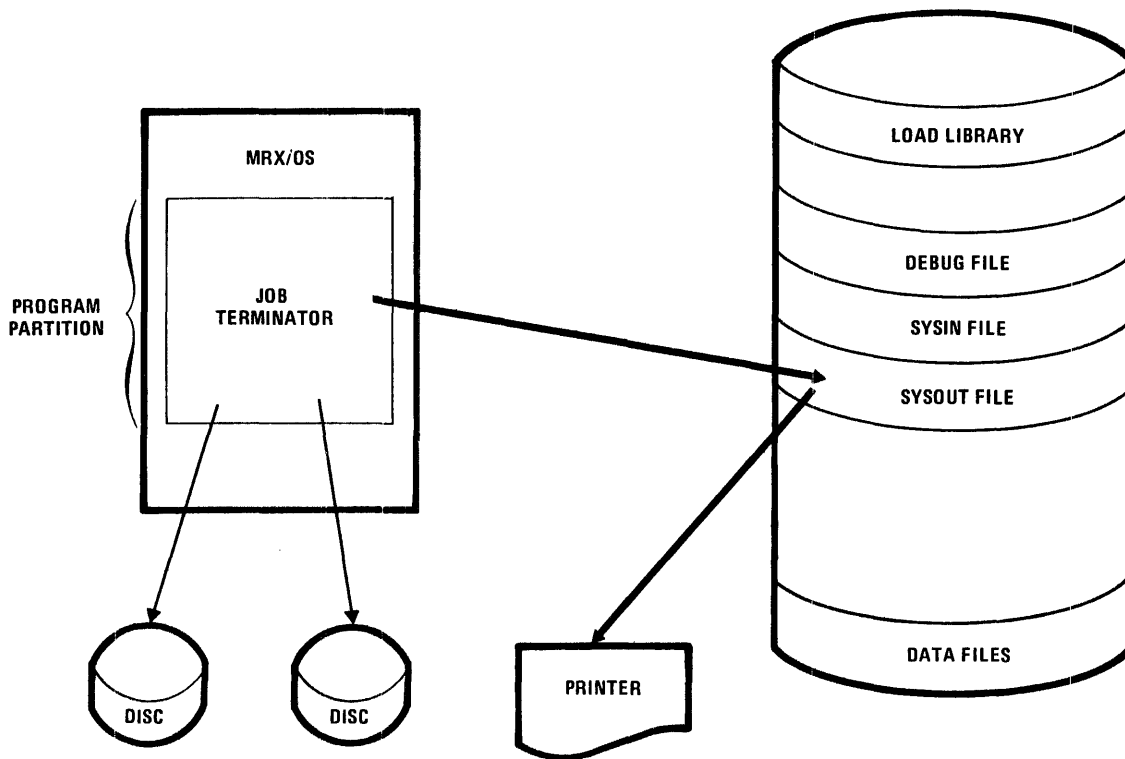 MRX/OS
PROGRAM
PARTITION
JOB
TERMINATOR
DISC
DISC
PRINTER
LOAD LIBRARY
DEBUG FILE
SYSIN FILE
SYSOUT FILE
DATA FILES